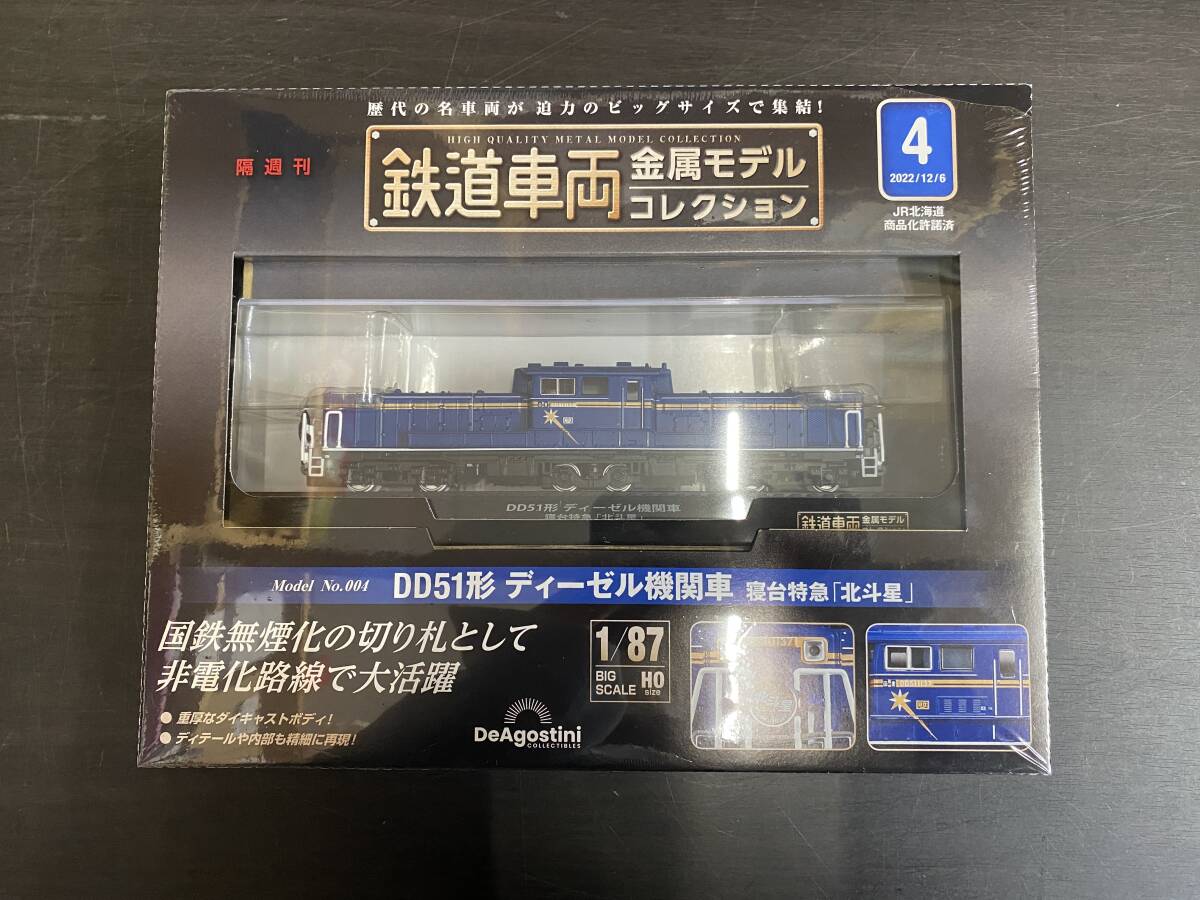 歴代の名車両が迫力のビッグサイズで集結!
HIGH QUALITY METAL MODEL COLLECTION
隔週刊
鉄道車両 金属モデル
コレクション
4
2022/12/6
JR北海道
商品化許諾済
DD51形 ディーゼル機関車
寝台特急「北斗星」
鉄道車両 金属モデル
Model No.004 DD51形 ディーゼル機関車 寝台特急「北斗星」
国鉄無煙化の切り札として
非電化路線で大活躍
● 重厚なダイキャストボディ!
● ディテールや内部も精細に再現!
1/87
BIG SCALE
HO size
DeAgostini
COLLECTIBLES